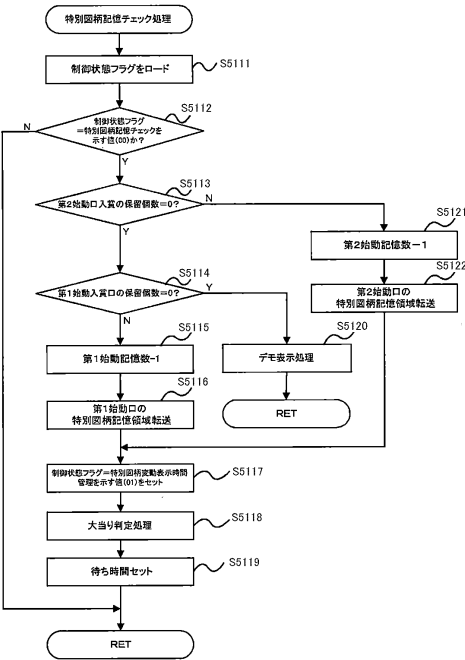 特別図柄記憶チェック処理
制御状態フラグをロード
S5111
制御状態フラグ
=特別図柄記憶チェックを
示す値(00)か?
S5112
N
Y
第2始動口入賞の保留個数=0?
S5113
N
Y
第2始動記憶数－1
S5121
第2始動口の
特別図柄記憶領域転送
S5122
第1始動入賞口の保留個数=0?
S5114
Y
N
第1始動記憶数-1
S5115
デモ表示処理
S5120
第1始動口の
特別図柄記憶領域転送
S5116
RET
制御状態フラグ=特別図柄変動表示時間
管理を示す値(01)をセット
S5117
大当り判定処理
S5118
待ち時間セット
S5119
RET